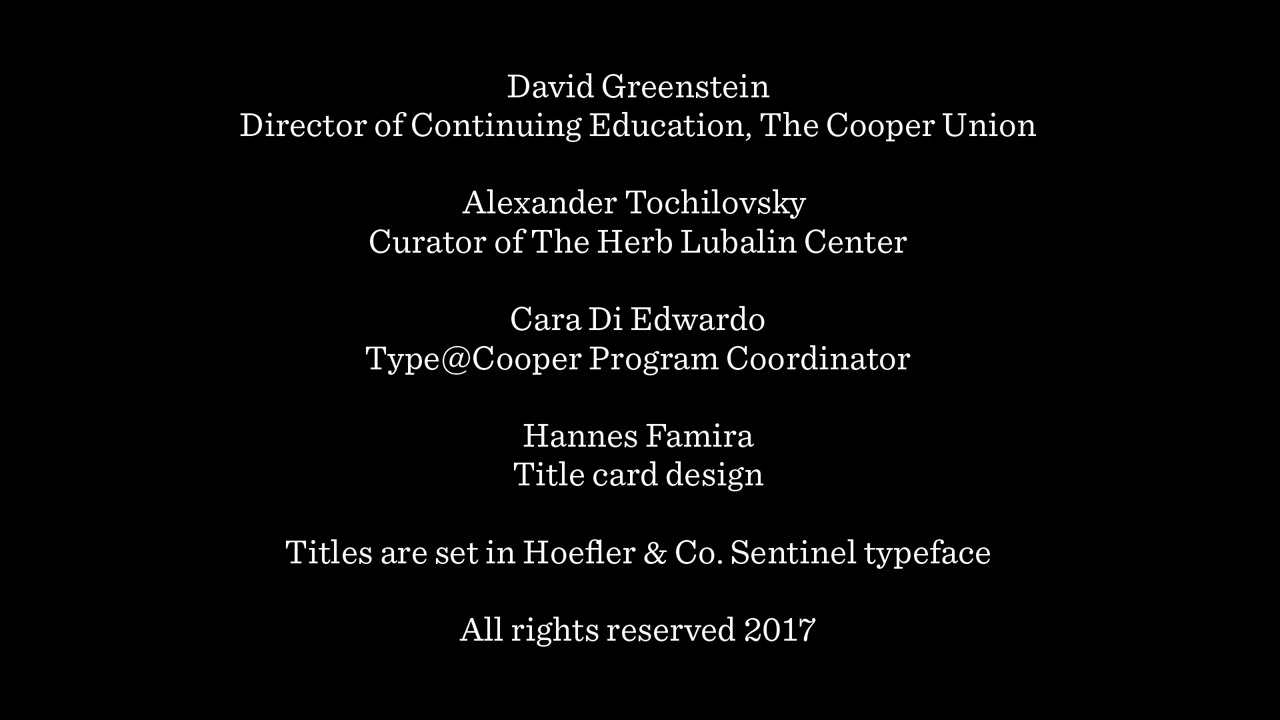 David Greenstein
Director of Continuing Education, The Cooper Union
Alexander Tochilovsky
Curator of The Herb Lubalin Center
Cara Di Edwardo
Type@Cooper Program Coordinator
Hannes Famira
Title card design
Titles are set in Hoefler & Co. Sentinel typeface
All rights reserved 2017